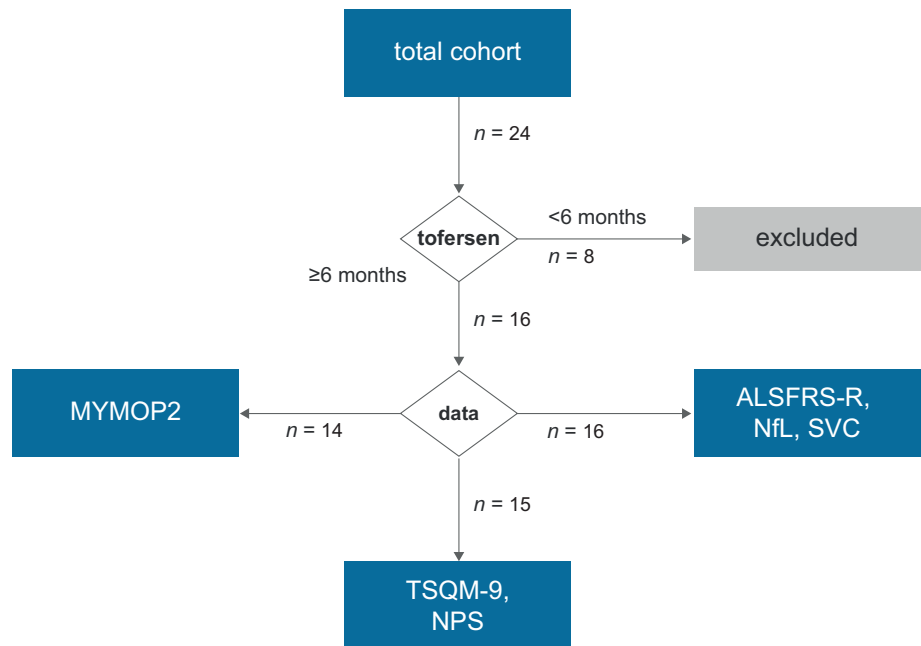 total cohort
n = 24
<6 months
tofersen
excluded
n = 8
≥6 months
n = 16
MYMOP2
data
ALSFRS-R,
NfL, SVC
n = 14
n = 16
n = 15
TSQM-9,
NPS